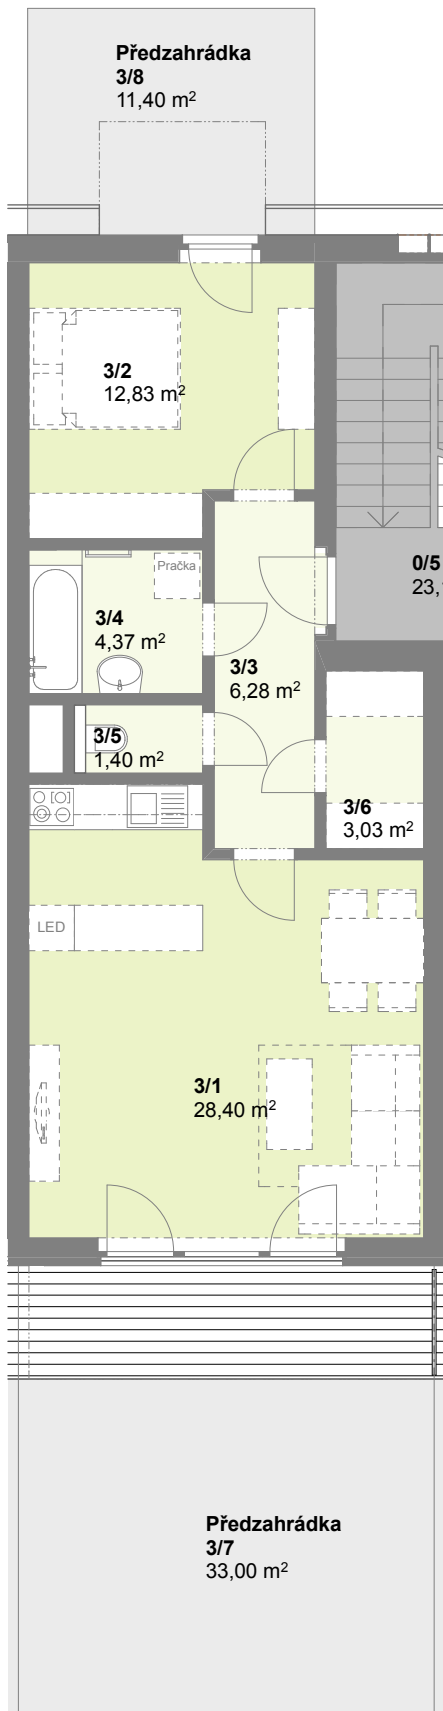 Předzahrádka
3/8
11,40 m²
3/2
12,83 m²
Pračka
0/5
23,
3/4
4,37 m²
3/3
6,28 m²
3/5
1,40 m²
3/6
3,03 m²
LED
3/1
28,40 m²
Předzahrádka
3/7
33,00 m²